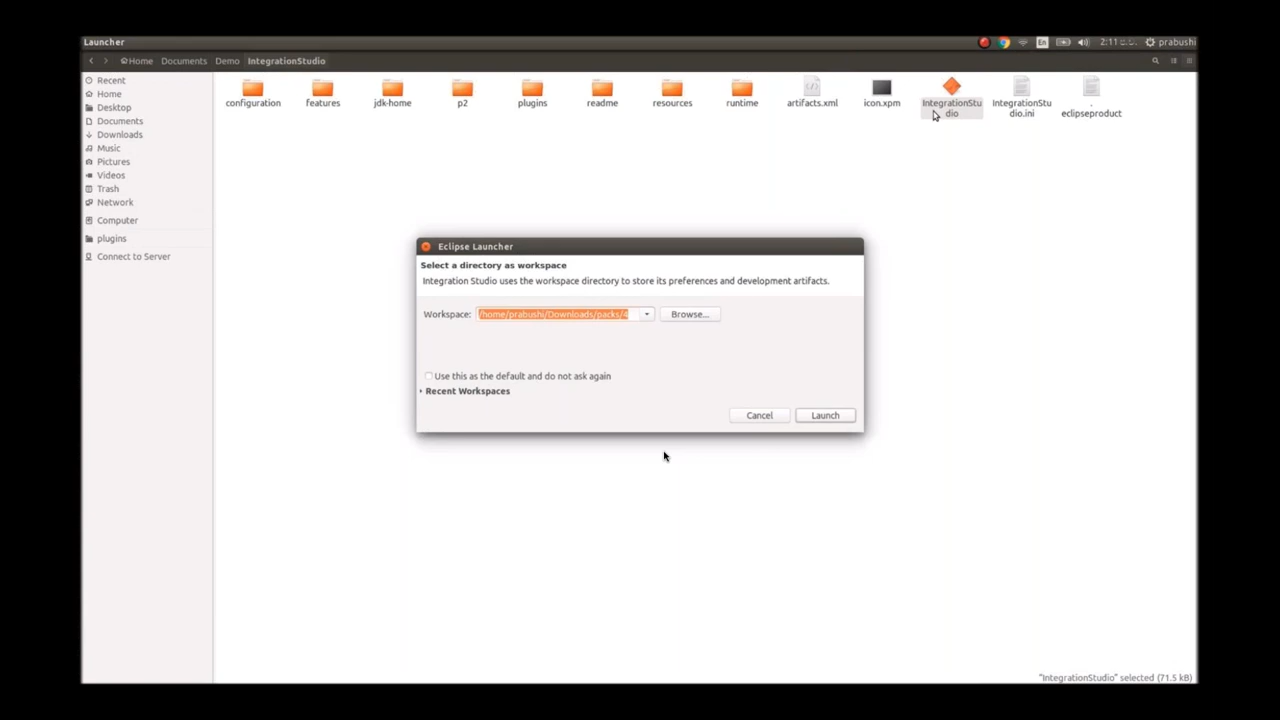 Launcher
En
2:11
prabushi
Home
Documents
Demo
IntegrationStudio
Recent
Home
Desktop
Documents
Downloads
Music
Pictures
Videos
Trash
Network
Computer
plugins
Connect to Server
configuration
features
jdk-home
p2
plugins
readme
resources
runtime
artifacts.xml
icon.xpm
IntegrationStu
dio
IntegrationStu
dio.ini
.
eclipseproduct
Eclipse Launcher
Select a directory as workspace
Integration Studio uses the workspace directory to store its preferences and development artifacts.
Workspace: /home/prabushi/Downloads/packs/4 Browse...
Use this as the default and do not ask again
Recent Workspaces
Cancel Launch
"IntegrationStudio" selected (71.5 kB)